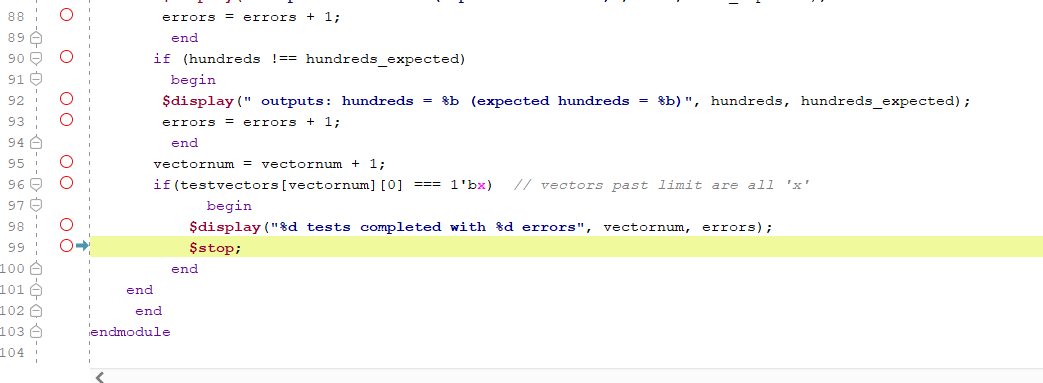 88 errors = errors + 1;
89 end
90 if (hundreds !== hundreds_expected)
91 begin
92 $display(" outputs: hundreds = %b (expected hundreds = %b)", hundreds, hundreds_expected);
93 errors = errors + 1;
94 end
95 vectornum = vectornum + 1;
96 if(testvectors[vectornum][0] === 1'bx) // vectors past limit are all 'x'
97 begin
98 $display("%d tests completed with %d errors", vectornum, errors);
99 $stop;
100 end
101 end
102 end
103 endmodule
104